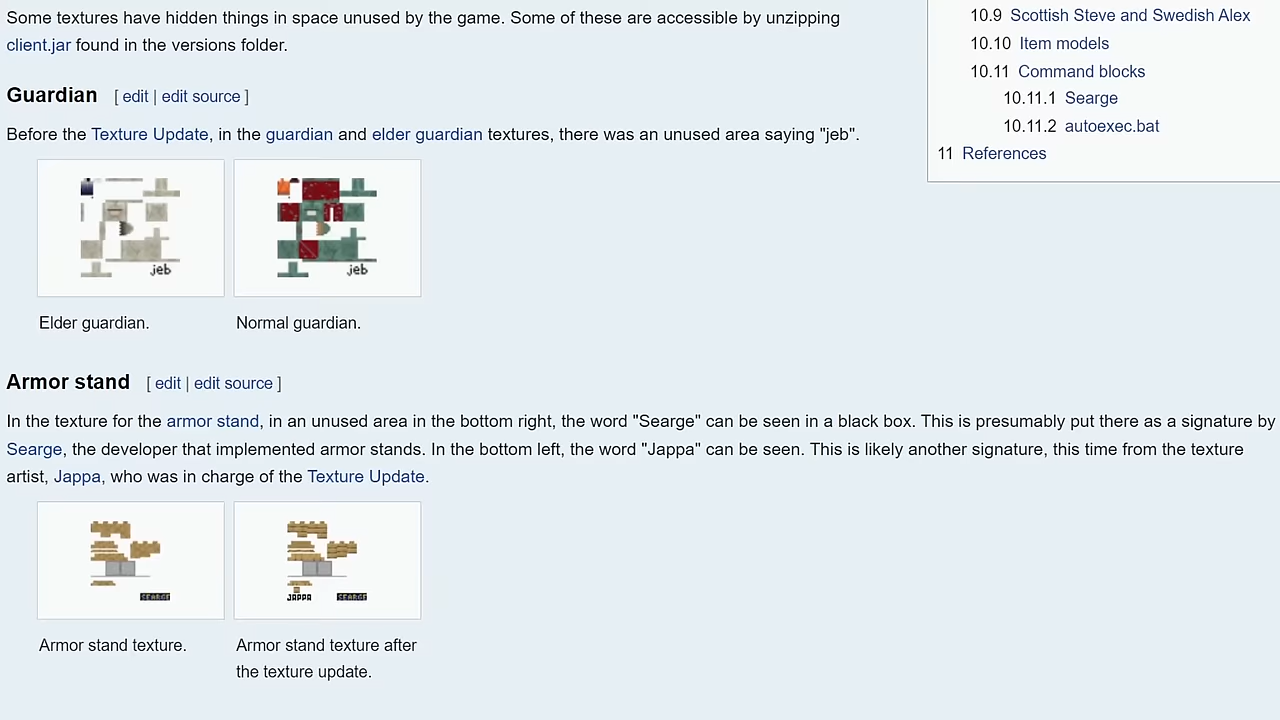 Some textures have hidden things in space unused by the game. Some of these are accessible by unzipping
client.jar found in the versions folder.
Guardian [ edit | edit source ]
Before the Texture Update, in the guardian and elder guardian textures, there was an unused area saying "jeb".
jeb
jeb
Elder guardian.
Normal guardian.
Armor stand [ edit | edit source ]
In the texture for the armor stand, in an unused area in the bottom right, the word "Searge" can be seen in a black box. This is presumably put there as a signature by
Searge, the developer that implemented armor stands. In the bottom left, the word "Jappa" can be seen. This is likely another signature, this time from the texture
artist, Jappa, who was in charge of the Texture Update.
SEARGE
JAPPA SEARGE
Armor stand texture.
Armor stand texture after
the texture update.
10.9 Scottish Steve and Swedish Alex
10.10 Item models
10.11 Command blocks
10.11.1 Searge
10.11.2 autoexec.bat
11 References